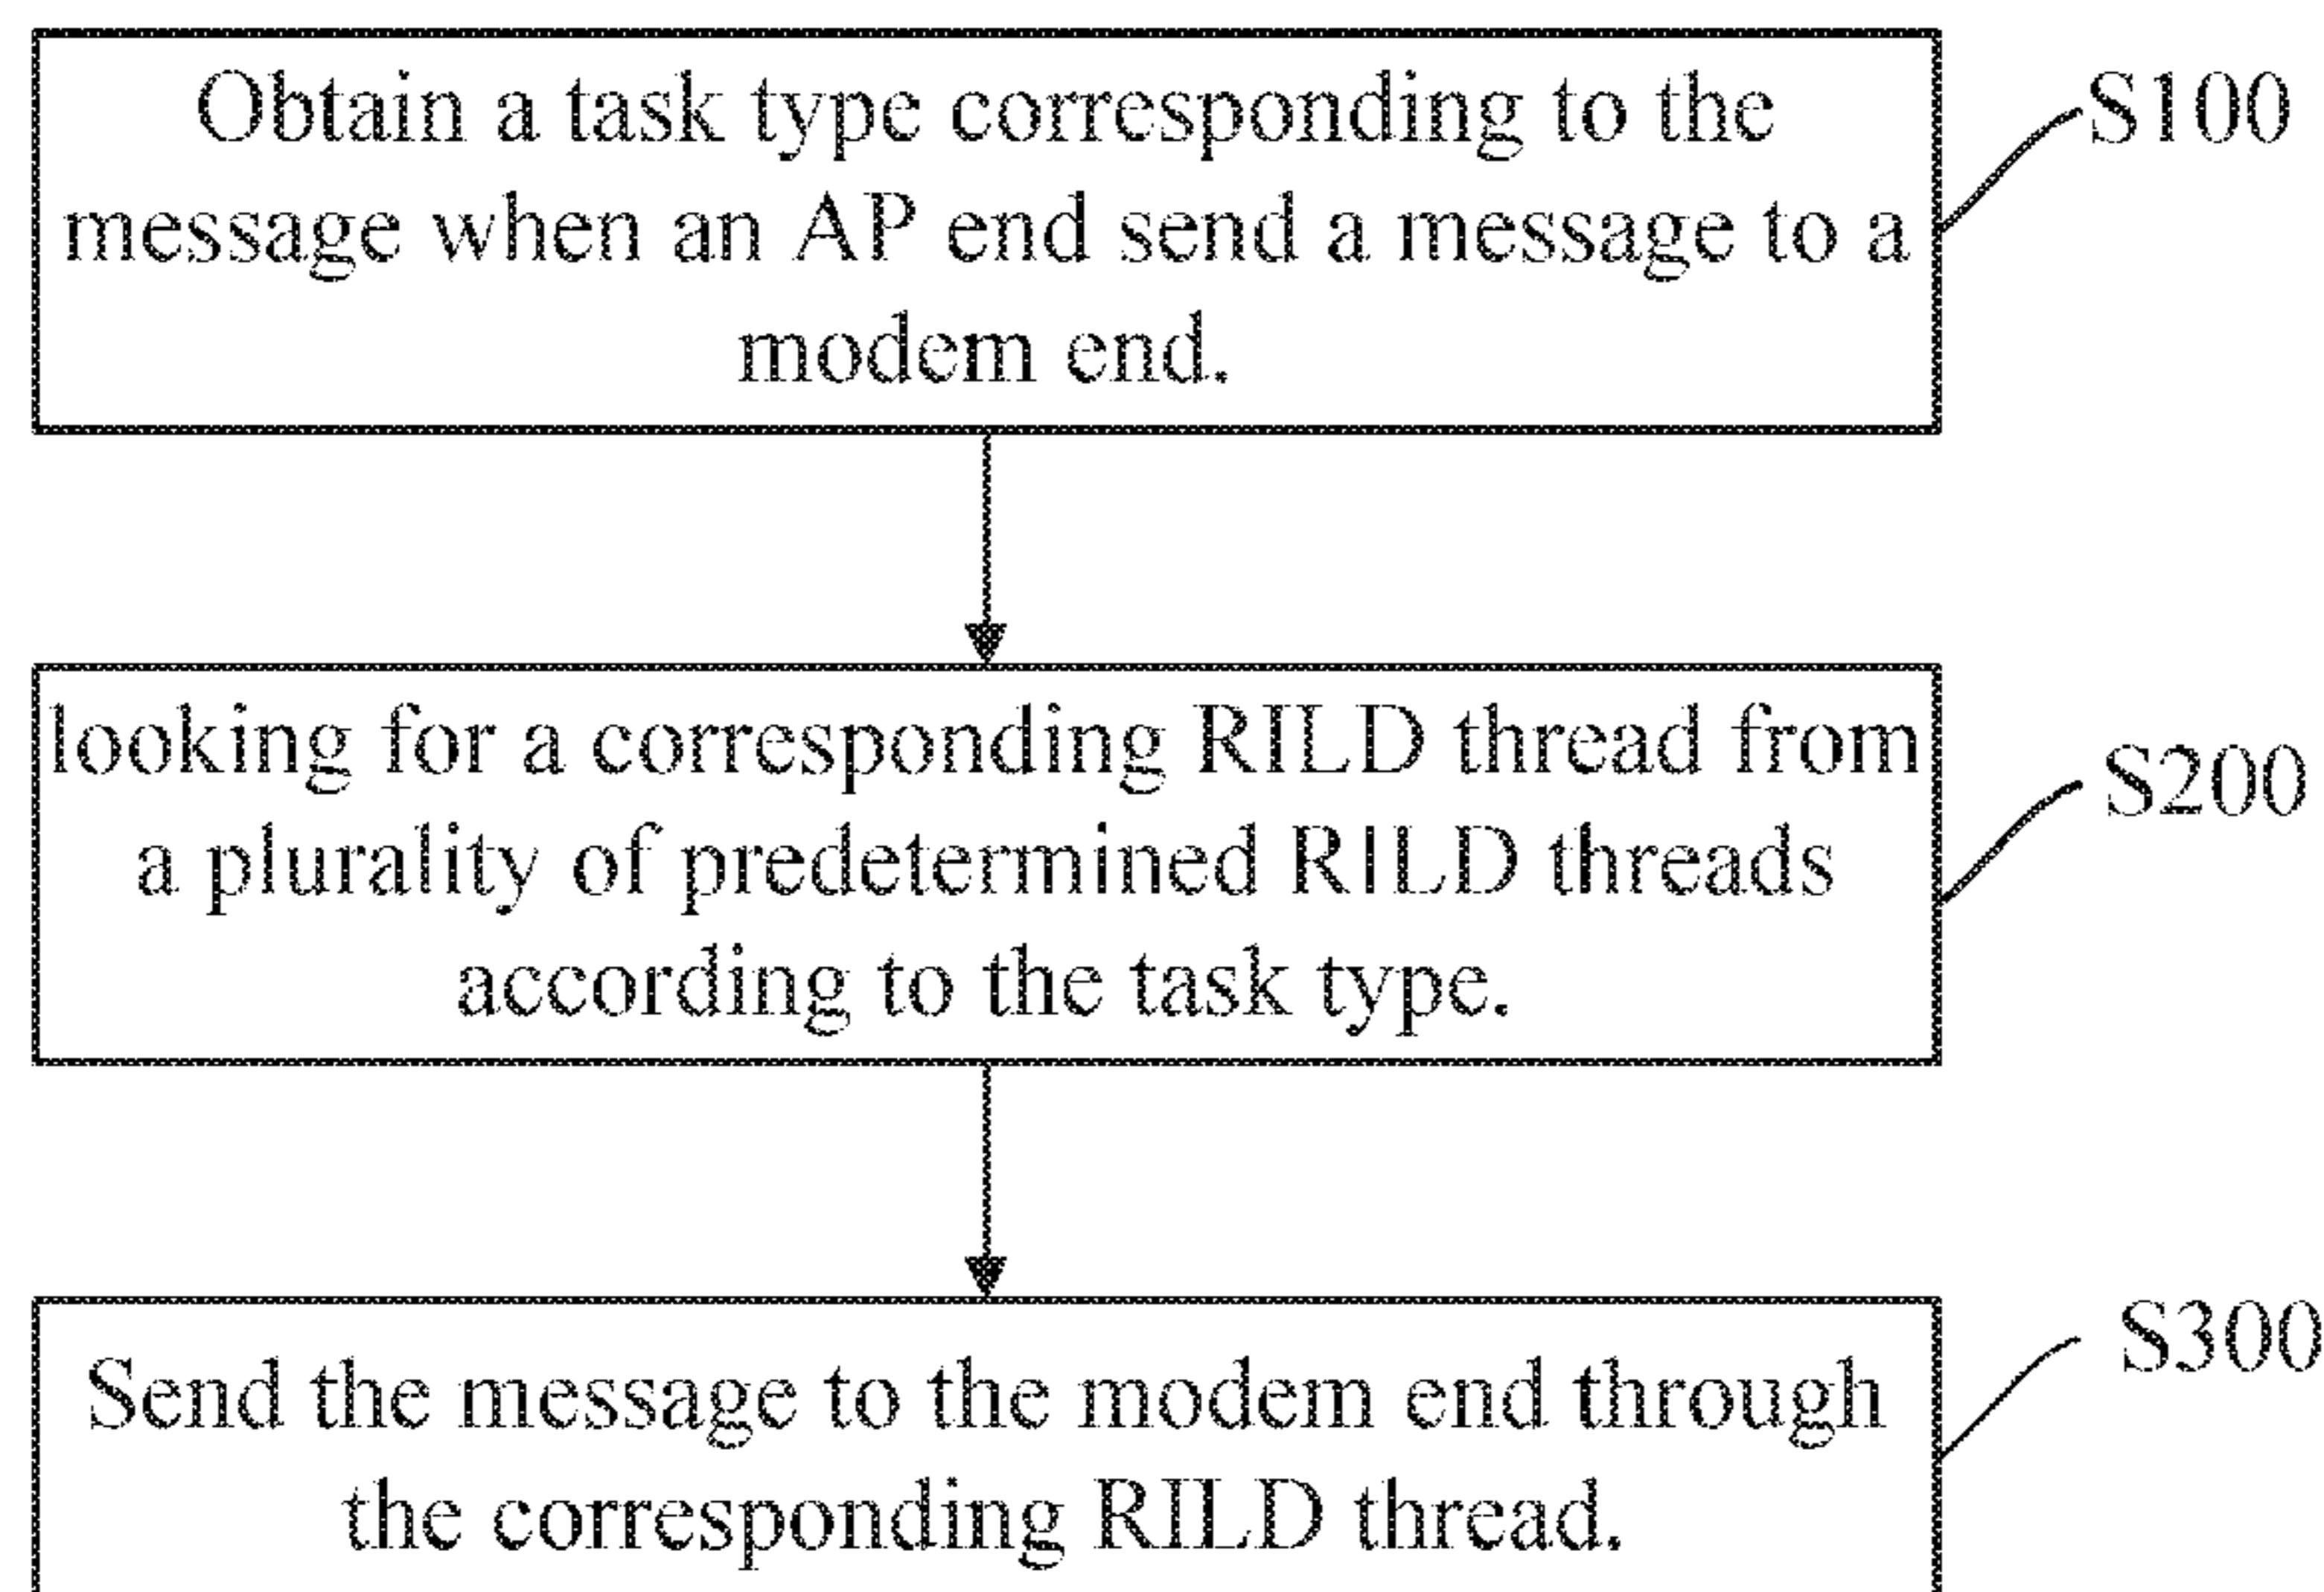 Obtain a task type corresponding to the
message when an AP end send a message to a
modem end.
S100
looking for a corresponding RILD thread from
a plurality of predetermined RILD threads
according to the task type.
S200
Send the message to the modem end through
the corresponding RILD thread.
S300